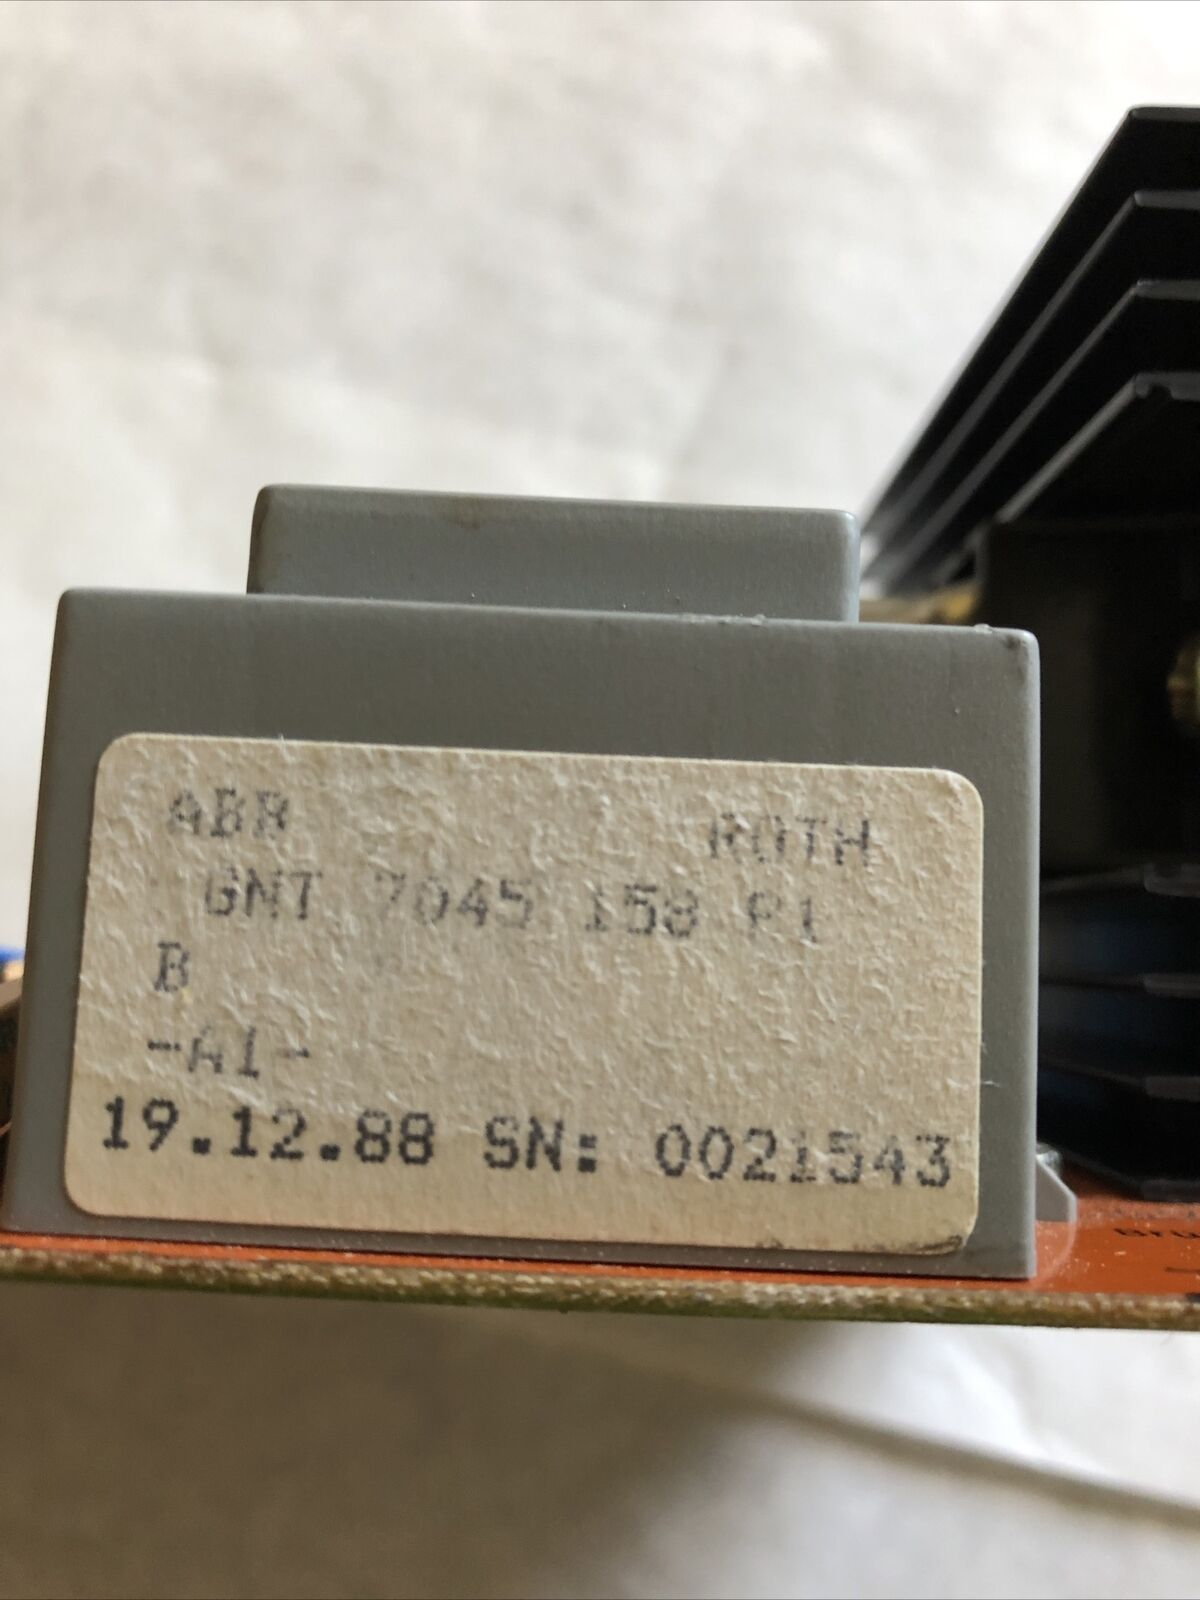 ABB ROTH
GNT 7045 158 P1
B
-A1-
19.12.88 SN: 0021543